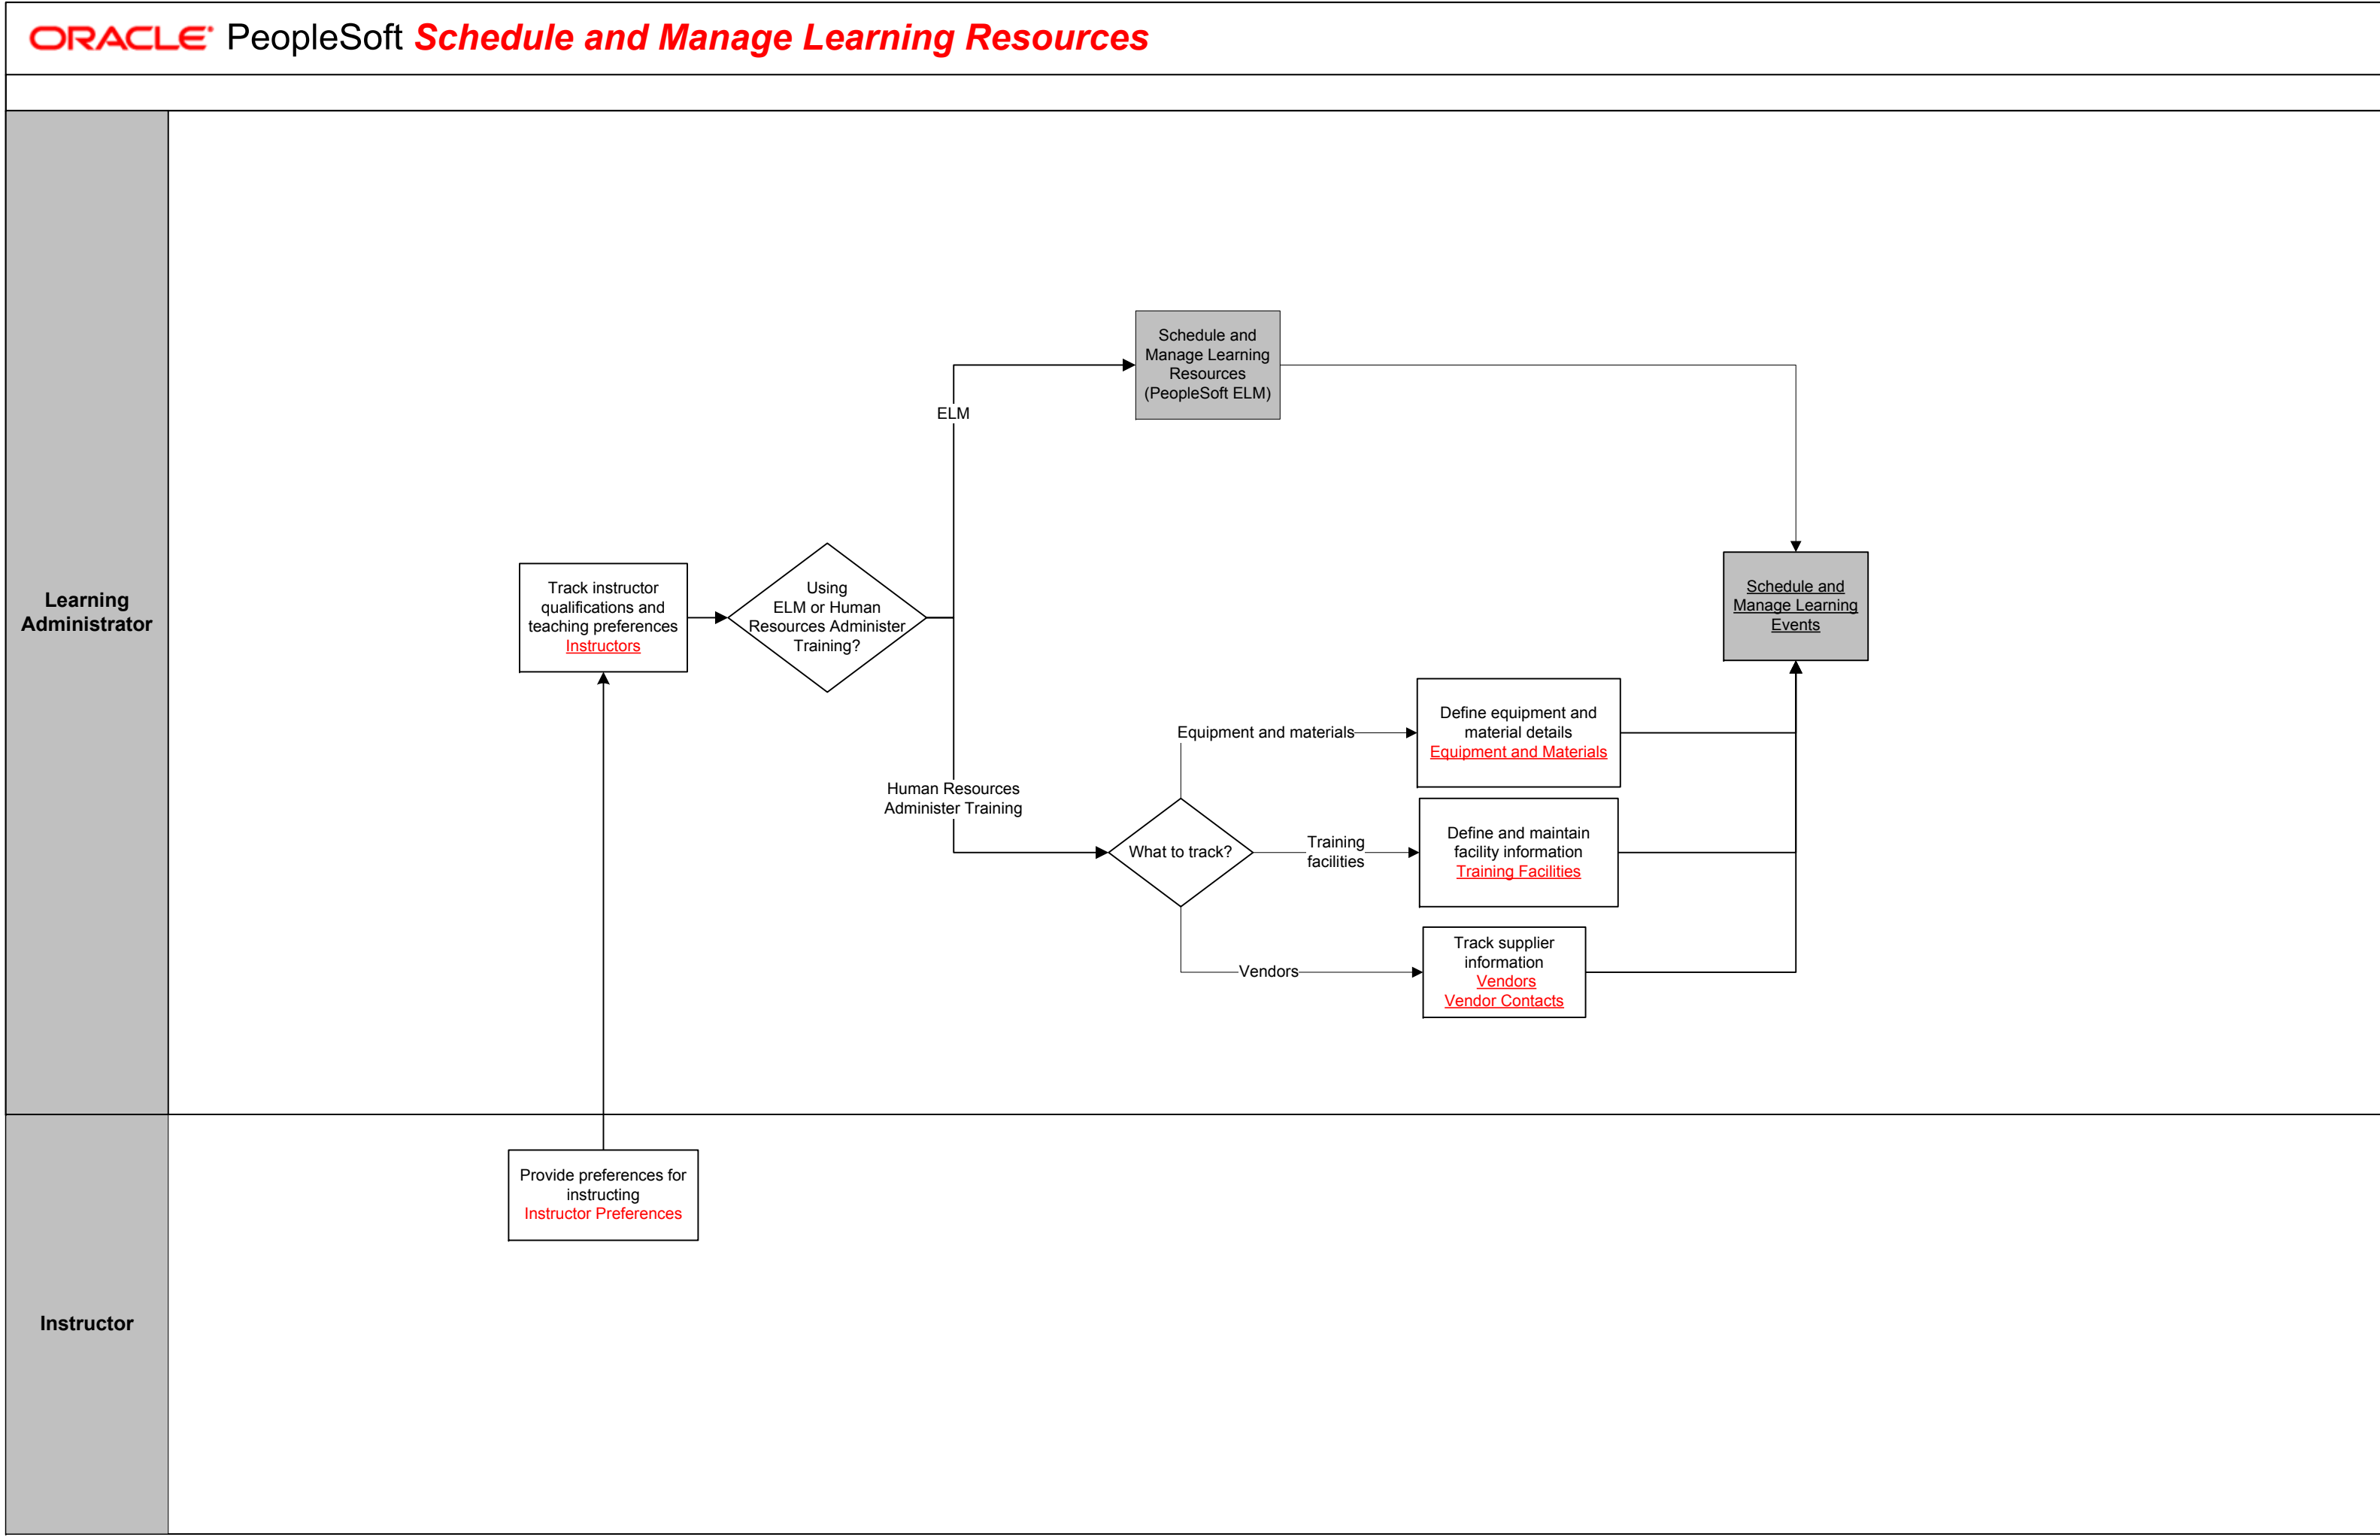 ORACLE PeopleSoft Schedule and Manage Learning Resources
Learning
Administrator
Schedule and
Manage Learning
Resources
(PeopleSoft ELM)
ELM
Track instructor
qualifications and
teaching preferences
Instructors
Using
ELM or Human
Resources Administer
Training?
Schedule and
Manage Learning
Events
Human Resources
Administer Training
What to track?
Equipment and materials
Define equipment and
material details
Equipment and Materials
Training
facilities
Define and maintain
facility information
Training Facilities
Vendors
Track supplier
information
Vendors
Vendor Contacts
Instructor
Provide preferences for
instructing
Instructor Preferences